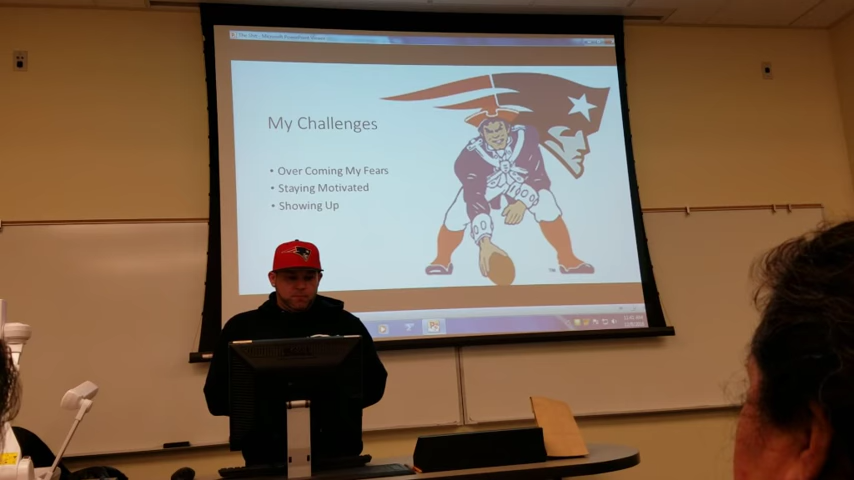 My Challenges
• Over Coming My Fears
• Staying Motivated
• Showing Up